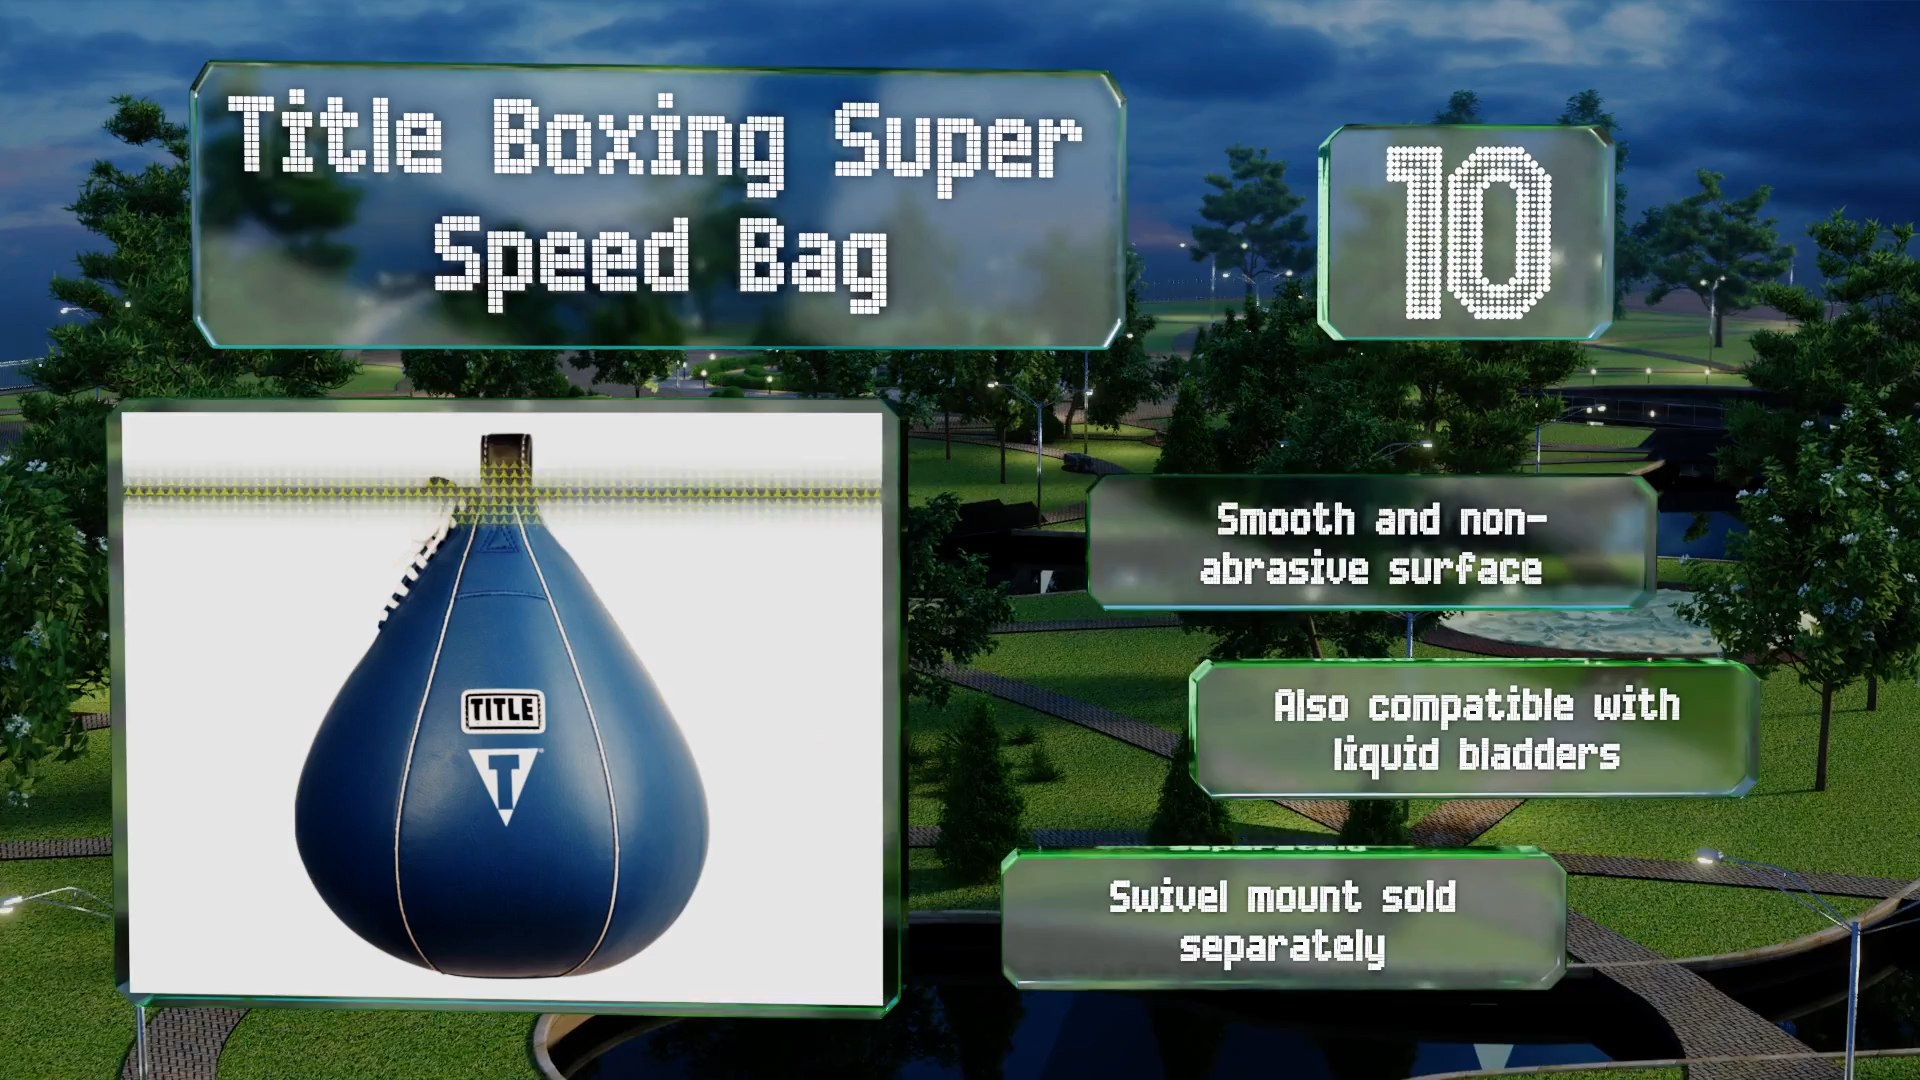 Title Boxing Super
Speed Bag
10
TITLE
T
Smooth and non-
abrasive surface
Also compatible with
liquid bladders
separately
Swivel mount sold
separately